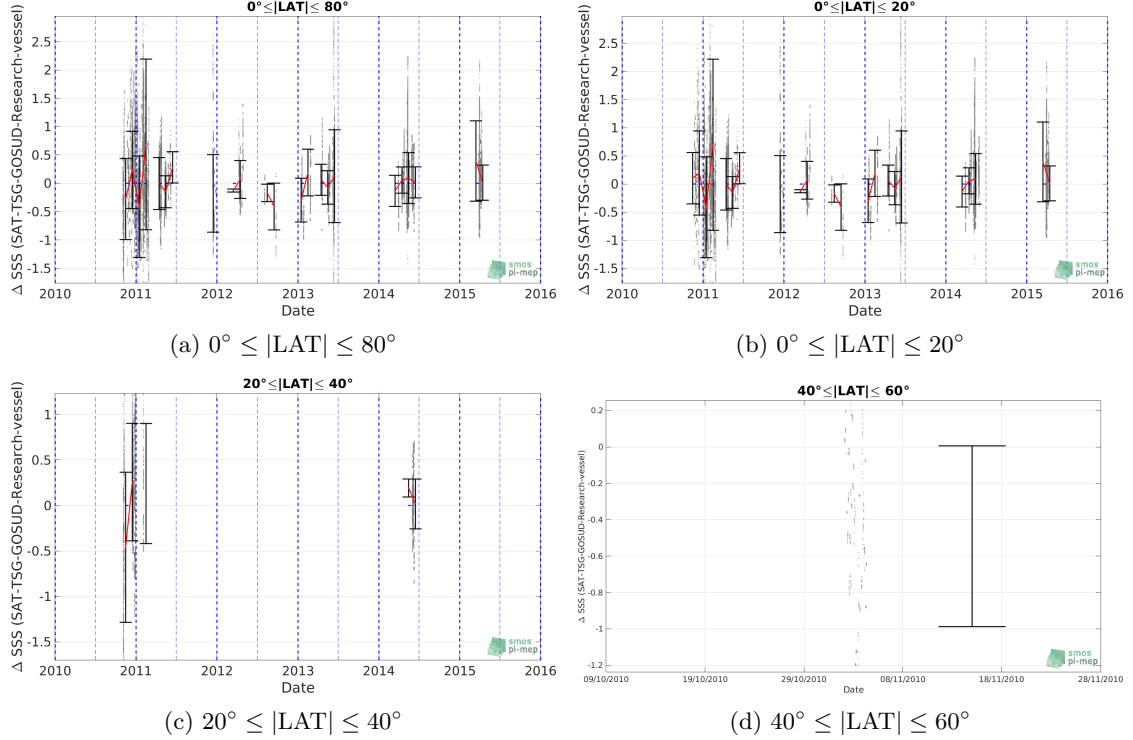 0°≤|LAT|≤ 80°
Δ SSS (SAT-TSG-GOSUD-Research-vessel)
2.5
2
1.5
1
0.5
0
-0.5
-1
-1.5
2010 2011 2012 2013 2014 2015 2016
Date
smos
pi-mep
(a) 0° ≤ |LAT| ≤ 80°
0°≤|LAT|≤ 20°
Δ SSS (SAT-TSG-GOSUD-Research-vessel)
2.5
2
1.5
1
0.5
0
-0.5
-1
-1.5
2010 2011 2012 2013 2014 2015 2016
Date
smos
pi-mep
(b) 0° ≤ |LAT| ≤ 20°
20°≤|LAT|≤ 40°
Δ SSS (SAT-TSG-GOSUD-Research-vessel)
1
0.5
0
-0.5
-1
-1.5
2010 2011 2012 2013 2014 2015 2016
Date
smos
pi-mep
(c) 20° ≤ |LAT| ≤ 40°
40°≤|LAT|≤ 60°
Δ SSS (SAT-TSG-GOSUD-Research-vessel)
0.2
0
-0.2
-0.4
-0.6
-0.8
-1
-1.2
09/10/2010 19/10/2010 29/10/2010 08/11/2010 18/11/2010 28/11/2010
Date
smos
pi-mep
(d) 40° ≤ |LAT| ≤ 60°